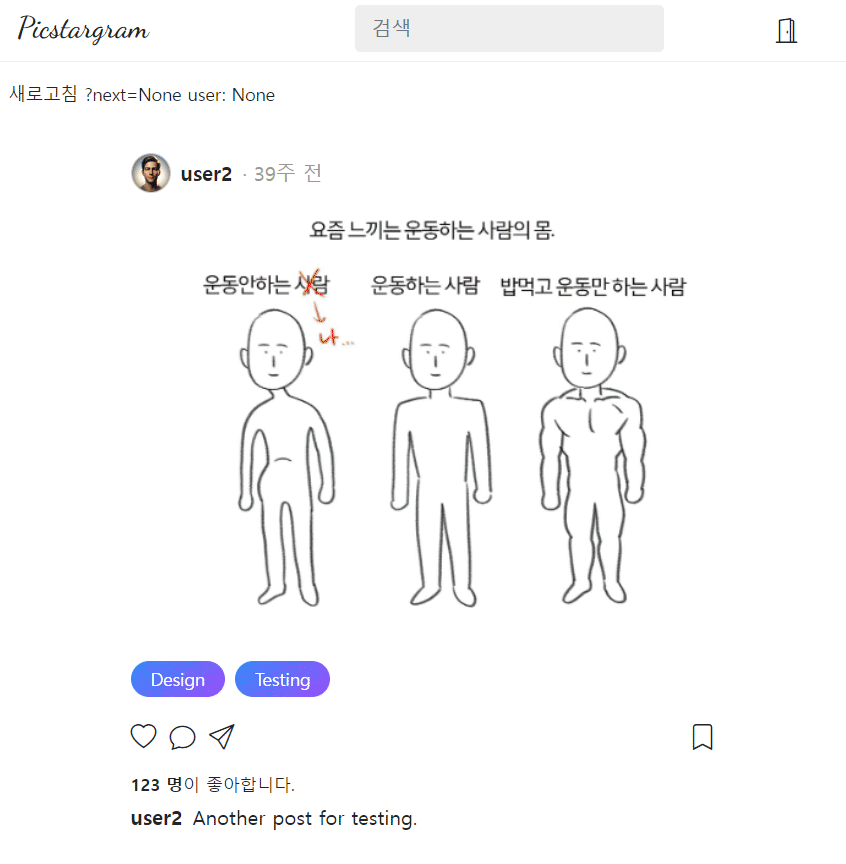 Picstargram
검색
새로고침 ?next=None user: None
user2 · 39주 전
요즘 느끼는 운동하는 사람의 몸.
운동안하는 사람 운동하는 사람 밥먹고 운동만 하는 사람
나...
Design Testing
123 명이 좋아합니다.
user2 Another post for testing.